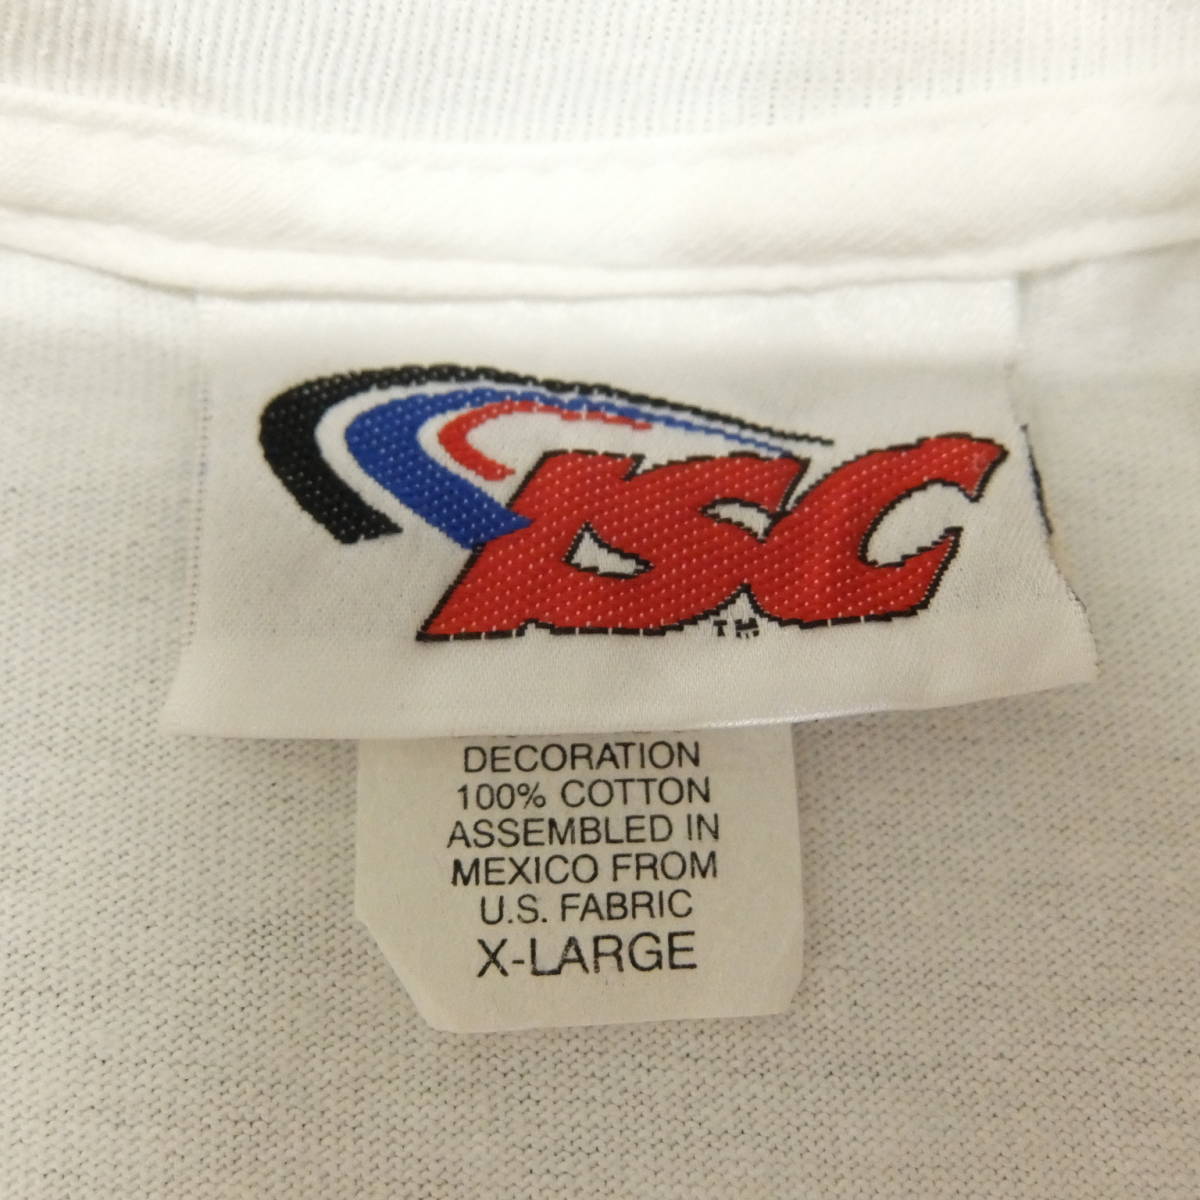 ISC
TM
DECORATION
100% COTTON
ASSEMBLED IN
MEXICO FROM
U.S. FABRIC
X-LARGE